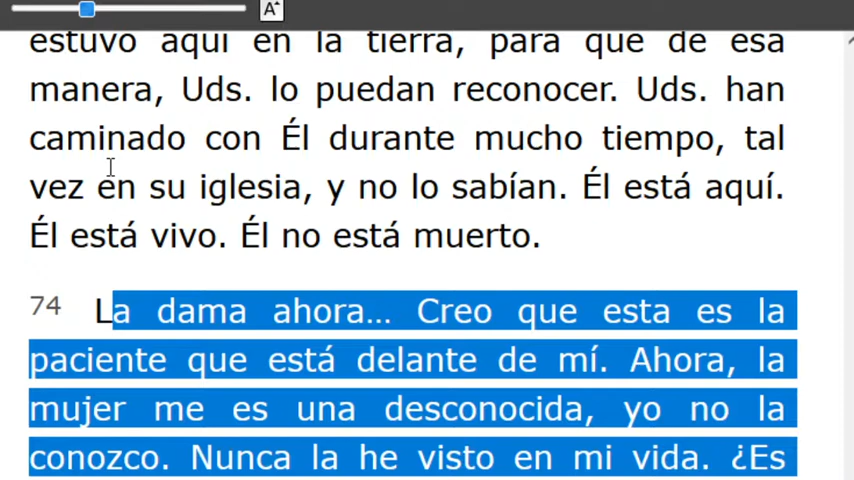 estuvo aquí en la tierra, para que de esa
manera, Uds. lo puedan reconocer. Uds. han
caminado con Él durante mucho tiempo, tal
vez en su iglesia, y no lo sabían. Él está aquí.
Él está vivo. Él no está muerto.
74 La dama ahora… Creo que esta es la
paciente que está delante de mí. Ahora, la
mujer me es una desconocida, yo no la
conozco. Nunca la he visto en mi vida. ¿Es